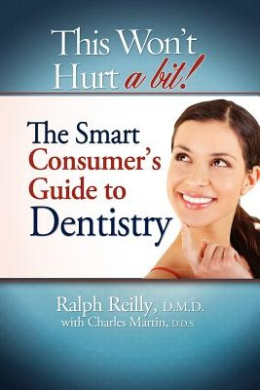 This Won't
Hurt a bit!
The Smart
Consumer's
Guide to
Dentistry
Ralph Reilly, D.M.D.
with Charles Martin, D.D.S.